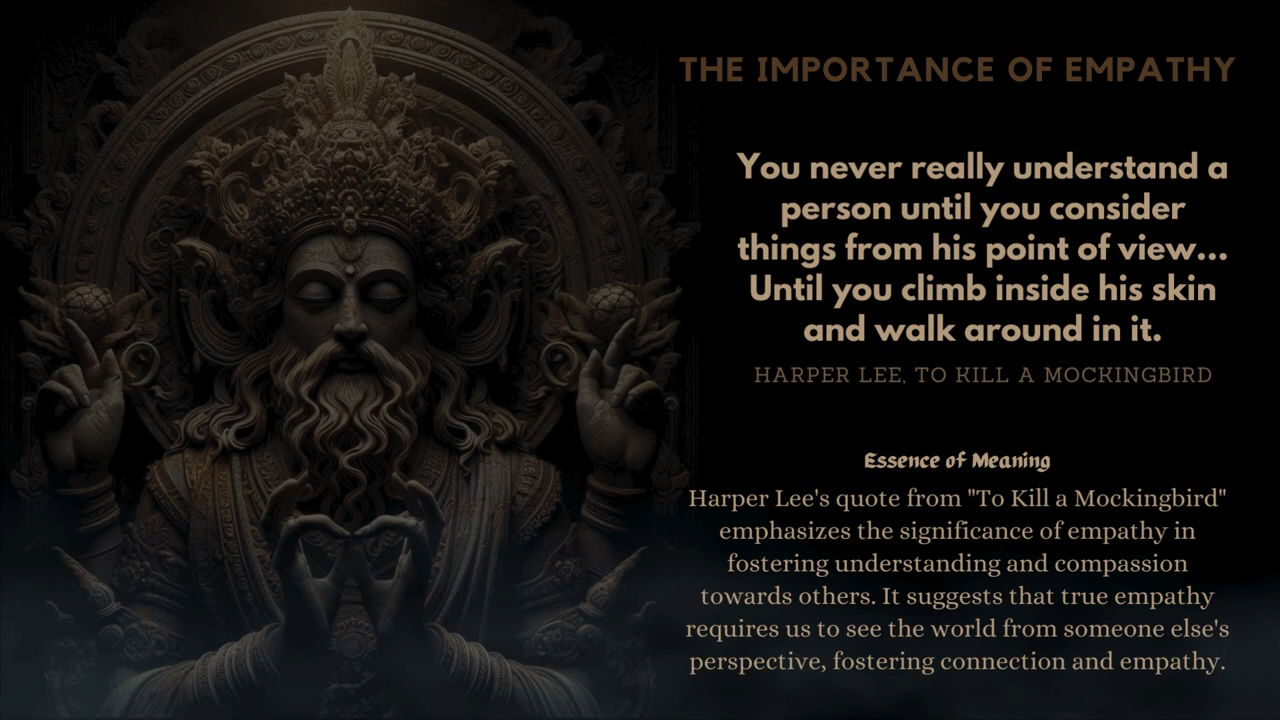 THE IMPORTANCE OF EMPATHY
You never really understand a
person until you consider
things from his point of view...
Until you climb inside his skin
and walk around in it.
HARPER LEE, TO KILL A MOCKINGBIRD
Essence of Meaning
Harper Lee's quote from "To Kill a Mockingbird"
emphasizes the significance of empathy in
fostering understanding and compassion
towards others. It suggests that true empathy
requires us to see the world from someone else's
perspective, fostering connection and empathy.